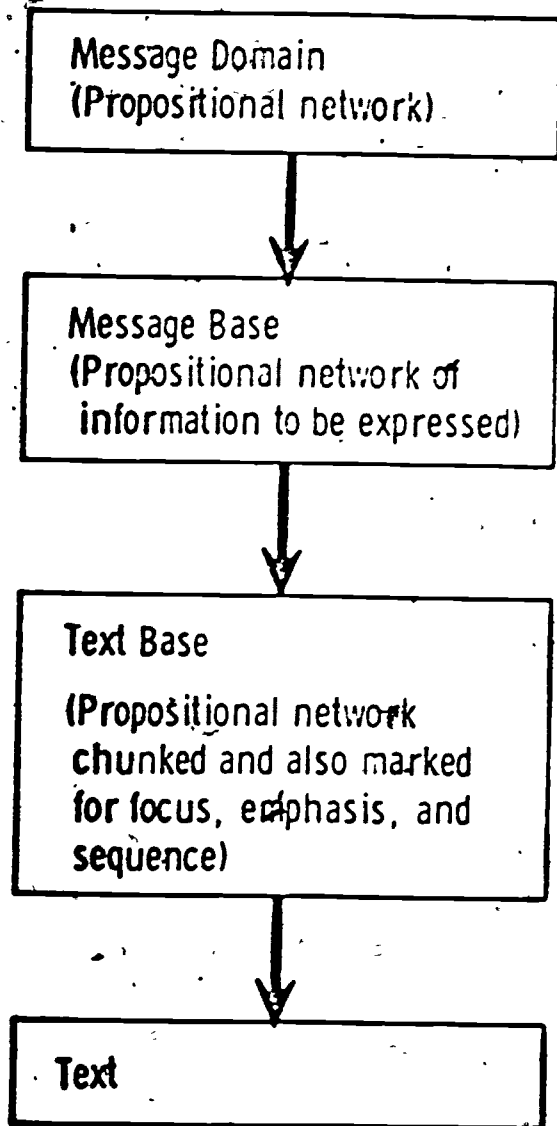 Message Domain
(Propositional network)
Message Base
(Propositional network of
information to be expressed)
Text Base
(Propositional network
chunked and also marked
for focus, emphasis, and
sequence)
Text